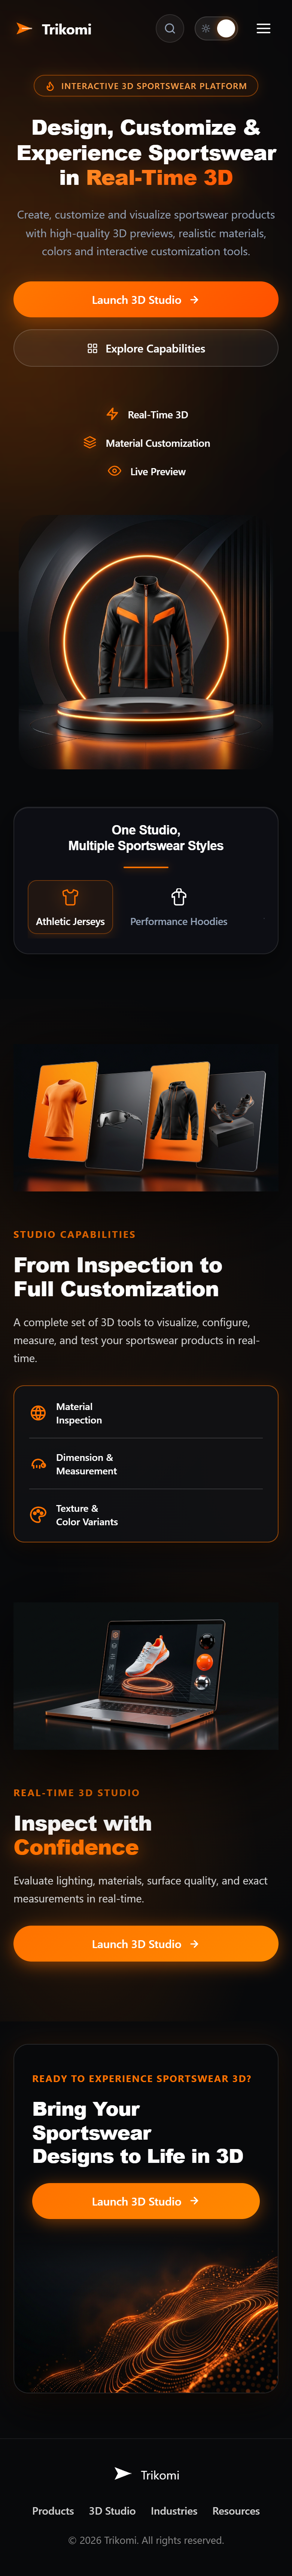 Trikomi
INTERACTIVE 3D SPORTSWEAR PLATFORM
Design, Customize &
Experience Sportswear
in Real-Time 3D
Create, customize and visualize sportswear products
with high-quality 3D previews, realistic materials,
colors and interactive customization tools.
Launch 3D Studio
Explore Capabilities
Real-Time 3D
Material Customization
Live Preview
One Studio,
Multiple Sportswear Styles
Athletic Jerseys
Performance Hoodies
STUDIO CAPABILITIES
From Inspection to
Full Customization
A complete set of 3D tools to visualize, configure,
measure, and test your sportswear products in real-
time.
Material
Inspection
Dimension &
Measurement
Texture &
Color Variants
REAL-TIME 3D STUDIO
Inspect with
Confidence
Evaluate lighting, materials, surface quality, and exact
measurements in real-time.
Launch 3D Studio
READY TO EXPERIENCE SPORTSWEAR 3D?
Bring Your
Sportswear
Designs to Life in 3D
Launch 3D Studio
Trikomi
Products
3D Studio
Industries
Resources
© 2026 Trikomi. All rights reserved.